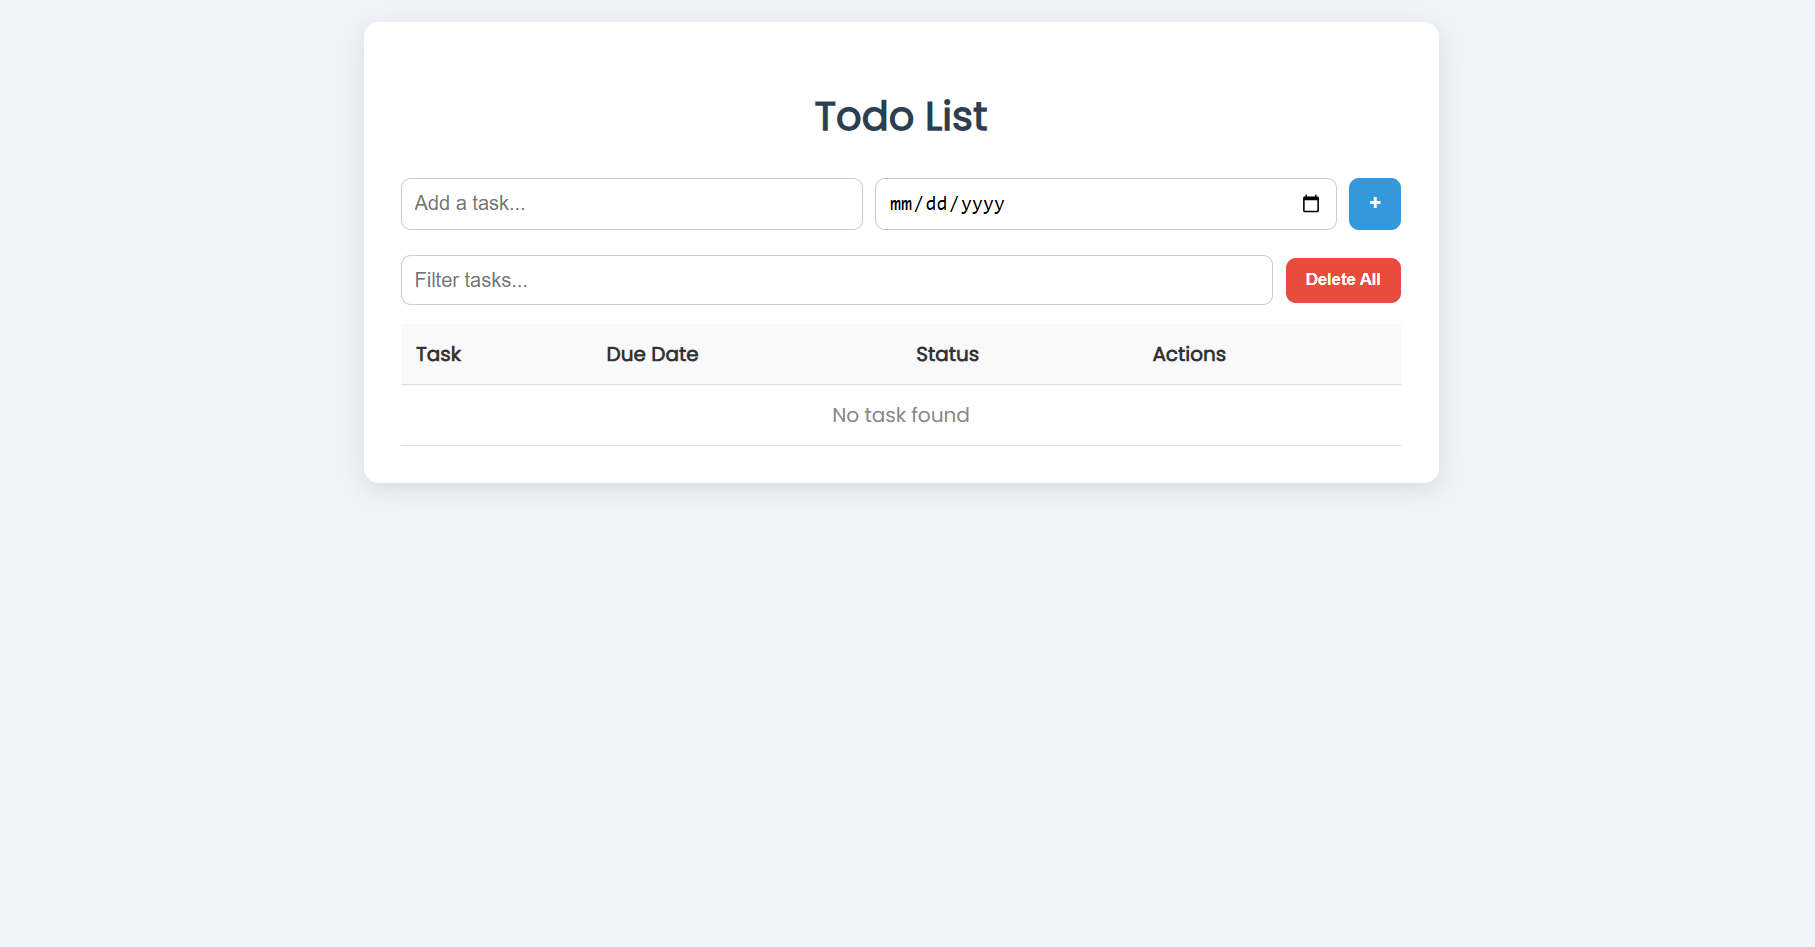 Todo List
Add a task... mm/dd/yyyy +
Filter tasks... Delete All
Task Due Date Status Actions
No task found